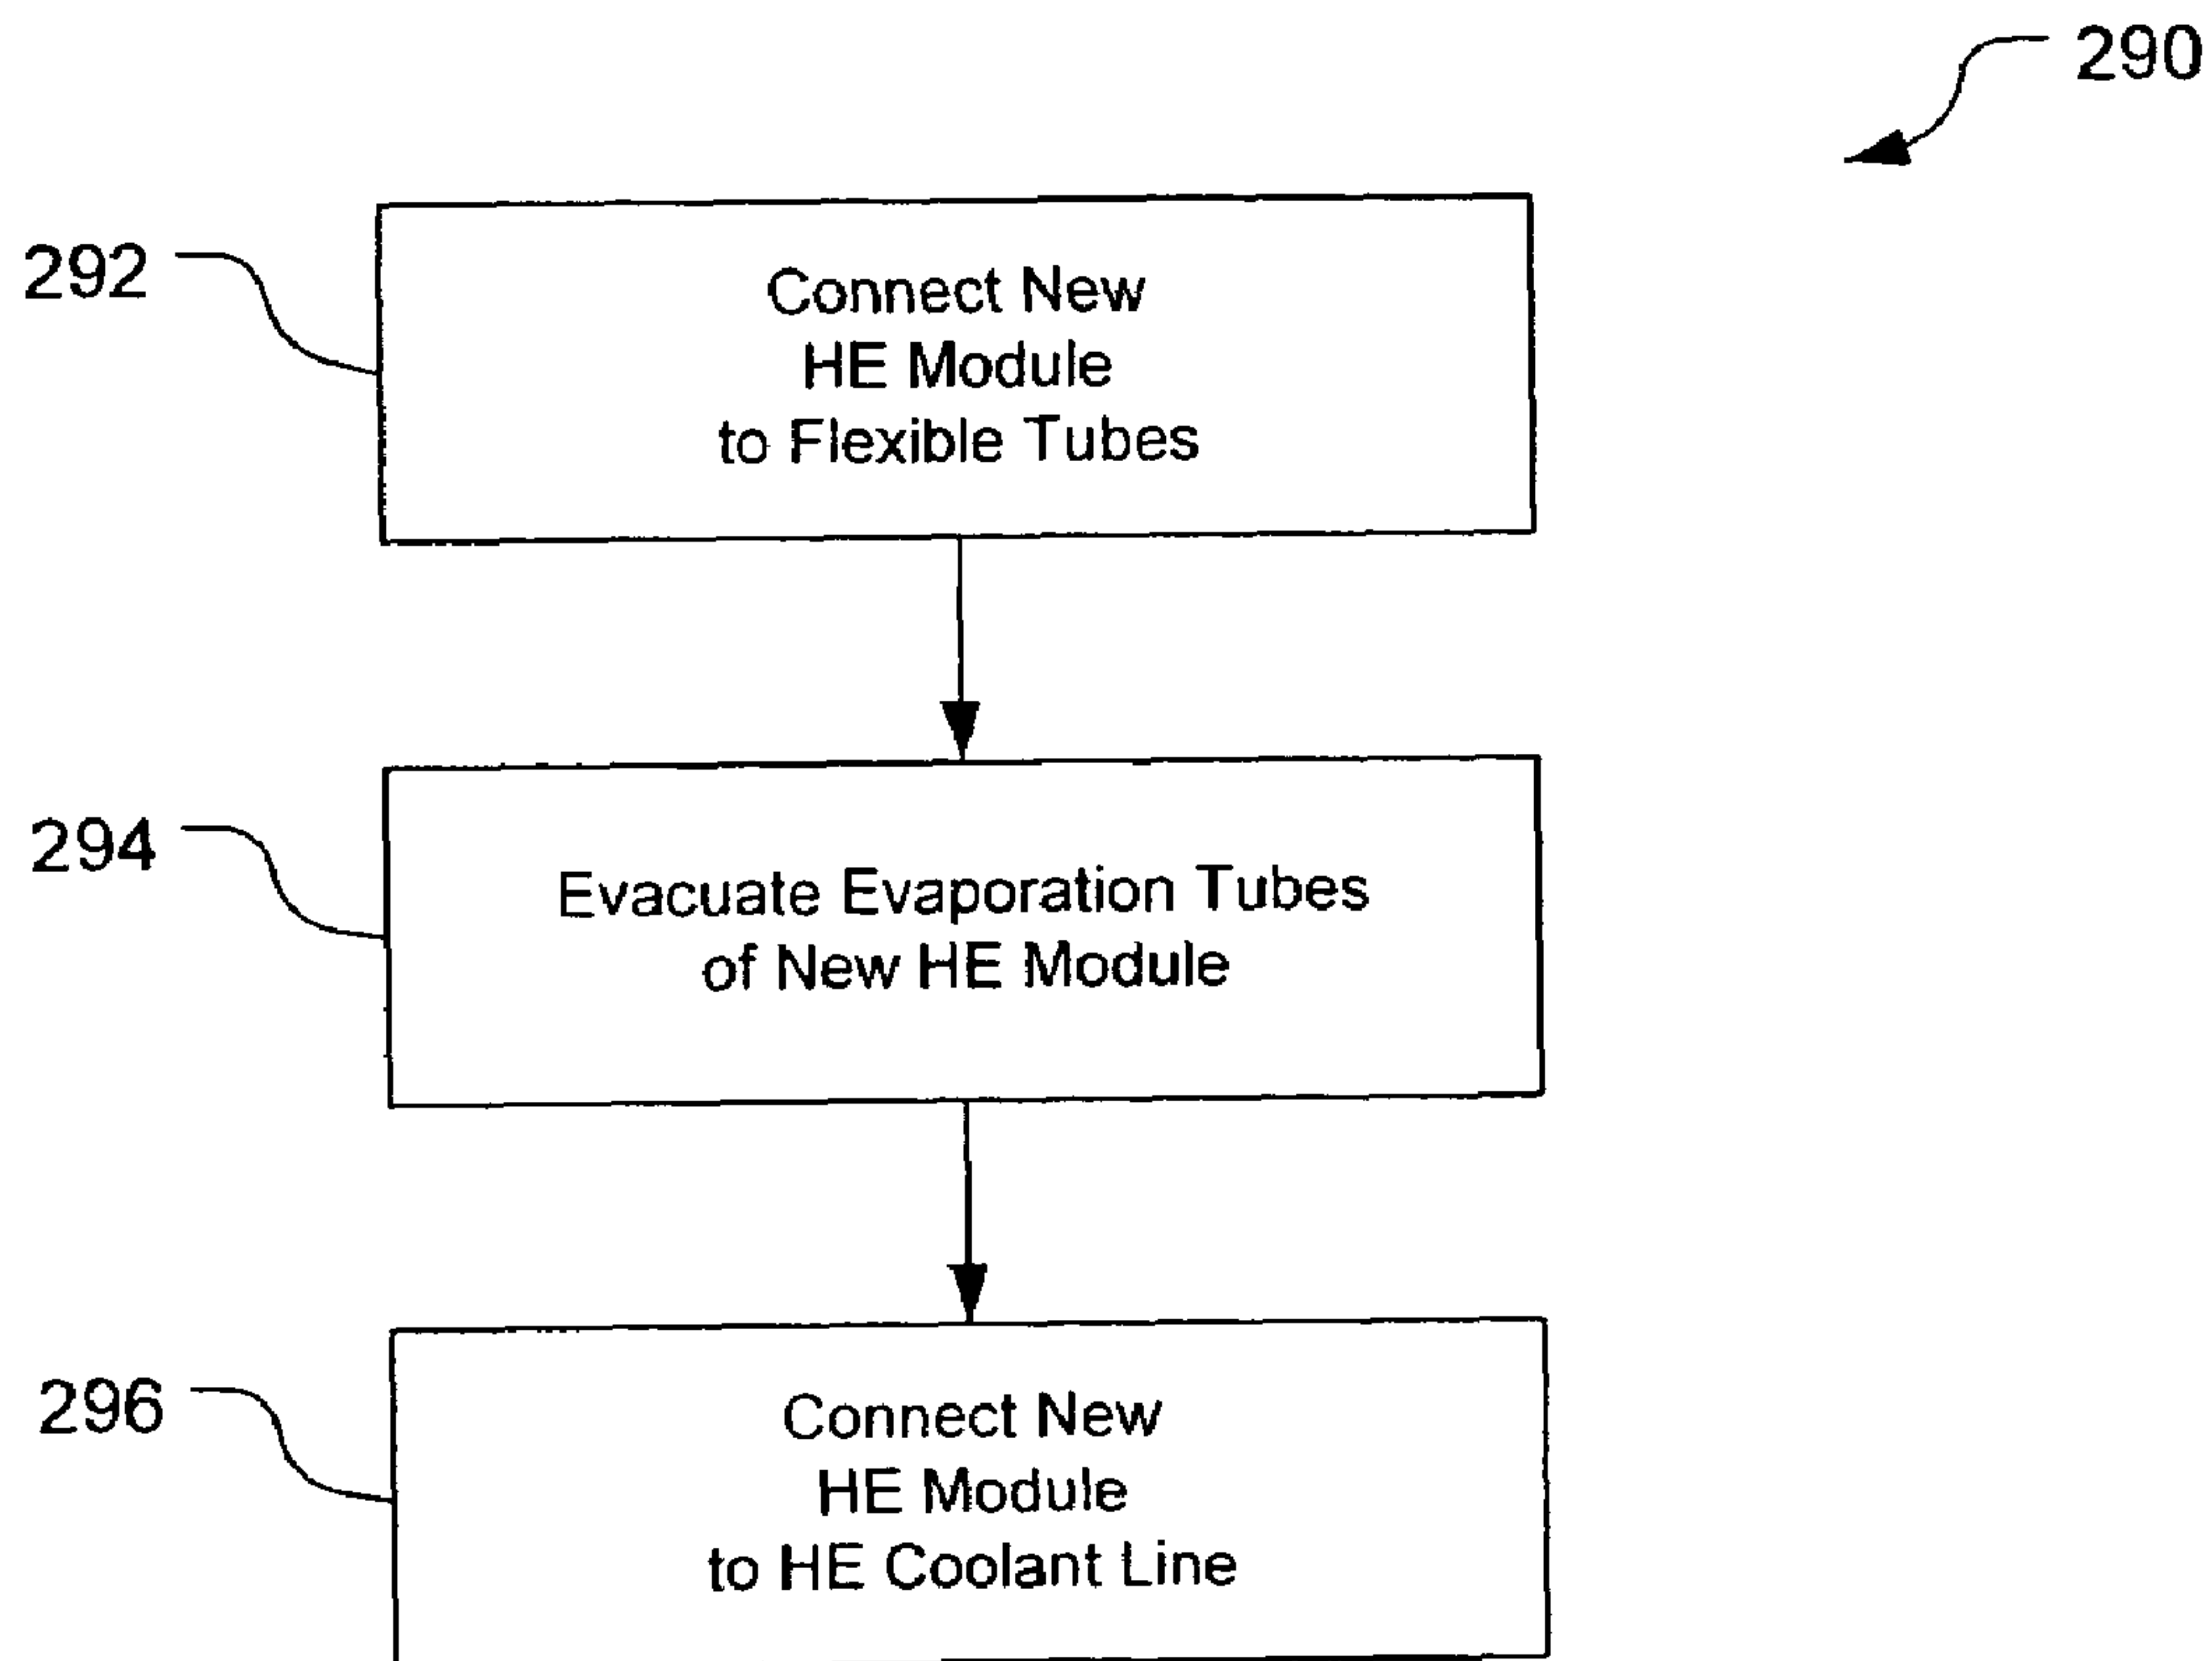 290
292
Connect New
HE Module
to Flexible Tubes
294
Evacuate Evaporation Tubes
of New HE Module
296
Connect New
HE Module
to HE Coolant Line